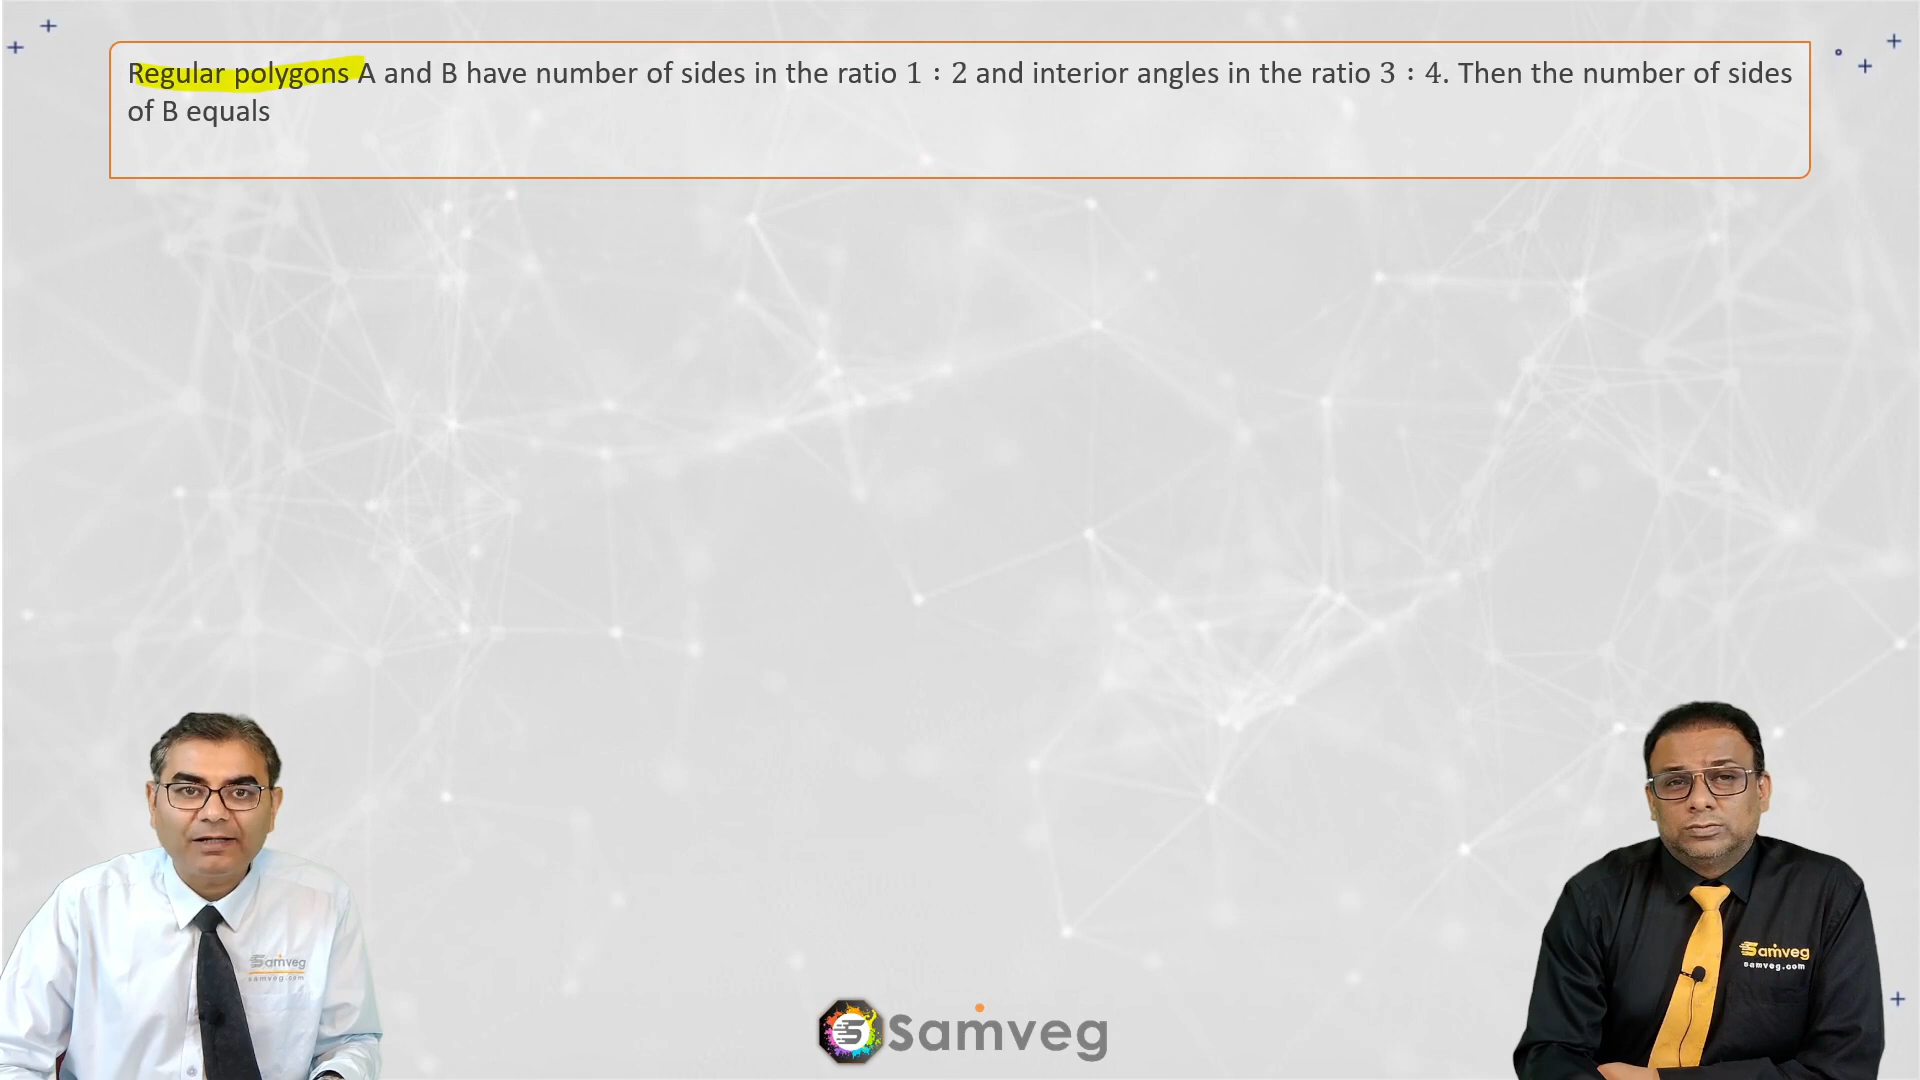 Regular polygons A and B have number of sides in the ratio 1 : 2 and interior angles in the ratio 3 : 4. Then the number of sides
of B equals
Samveg
samveg.com
Samveg
samveg.com
S Samveg